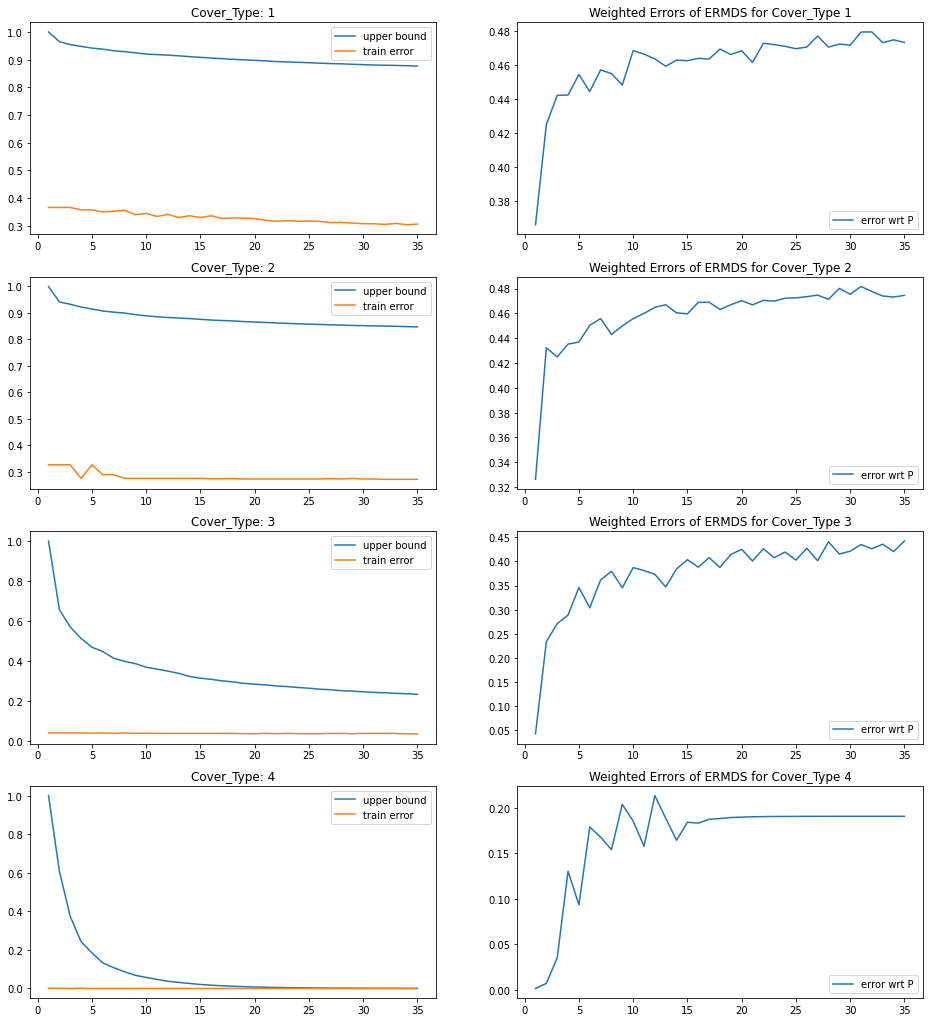 Cover_Type: 1
1.0
0.9
0.8
0.7
0.6
0.5
0.4
0.3
upper bound
train error
0 5 10 15 20 25 30 35
Weighted Errors of ERMDS for Cover_Type 1
0.48
0.46
0.44
0.42
0.40
0.38
error wrt P
0 5 10 15 20 25 30 35
Cover_Type: 2
1.0
0.9
0.8
0.7
0.6
0.5
0.4
0.3
upper bound
train error
0 5 10 15 20 25 30 35
Weighted Errors of ERMDS for Cover_Type 2
0.48
0.46
0.44
0.42
0.40
0.38
0.36
0.34
0.32
error wrt P
0 5 10 15 20 25 30 35
Cover_Type: 3
1.0
0.8
0.6
0.4
0.2
0.0
upper bound
train error
0 5 10 15 20 25 30 35
Weighted Errors of ERMDS for Cover_Type 3
0.45
0.40
0.35
0.30
0.25
0.20
0.15
0.10
0.05
error wrt P
0 5 10 15 20 25 30 35
Cover_Type: 4
1.0
0.8
0.6
0.4
0.2
0.0
upper bound
train error
0 5 10 15 20 25 30 35
Weighted Errors of ERMDS for Cover_Type 4
0.20
0.15
0.10
0.05
0.00
error wrt P
0 5 10 15 20 25 30 35